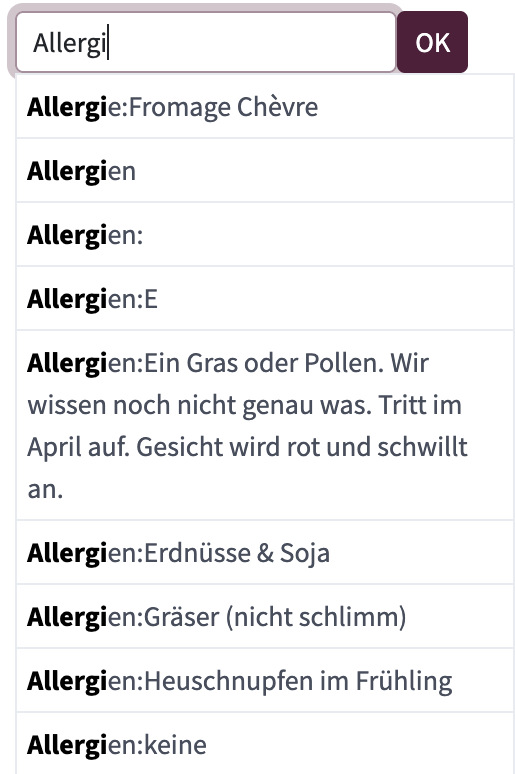 Allergi
OK
Allergie:Fromage Chèvre
Allergien
Allergien:
Allergien:E
Allergien:Ein Gras oder Pollen. Wir
wissen noch nicht genau was. Tritt im
April auf. Gesicht wird rot und schwillt
an.
Allergien:Erdnüsse & Soja
Allergien:Gräser (nicht schlimm)
Allergien:Heuschnupfen im Frühling
Allergien:keine